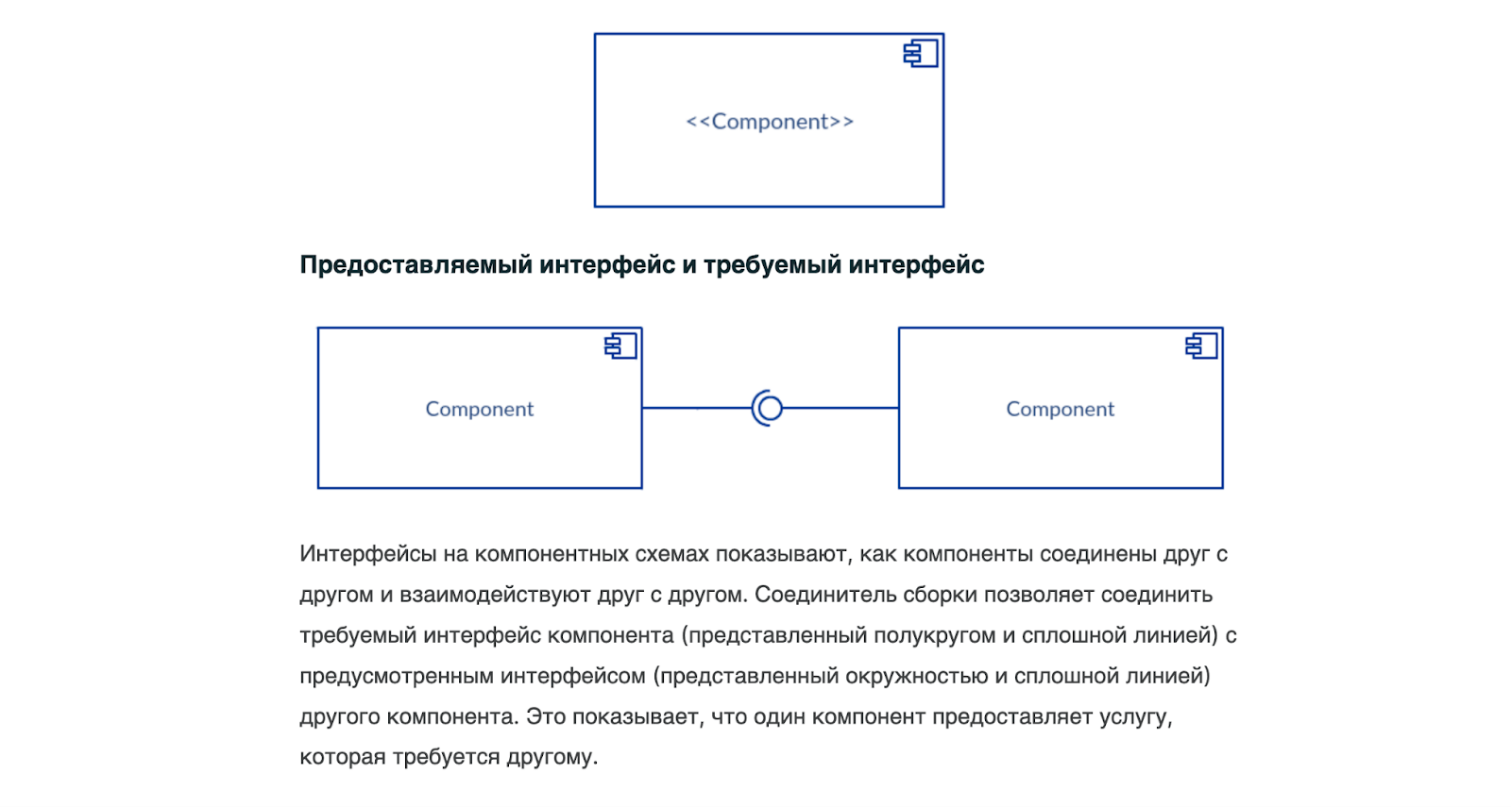 <<Component>>
Предоставляемый интерфейс и требуемый интерфейс
Component
Component
Интерфейсы на компонентных схемах показывают, как компоненты соединены друг с
другом и взаимодействуют друг с другом. Соединитель сборки позволяет соединить
требуемый интерфейс компонента (представленный полукругом и сплошной линией) с
предусмотренным интерфейсом (представленный окружностью и сплошной линией)
другого компонента. Это показывает, что один компонент предоставляет услугу,
которая требуется другому.